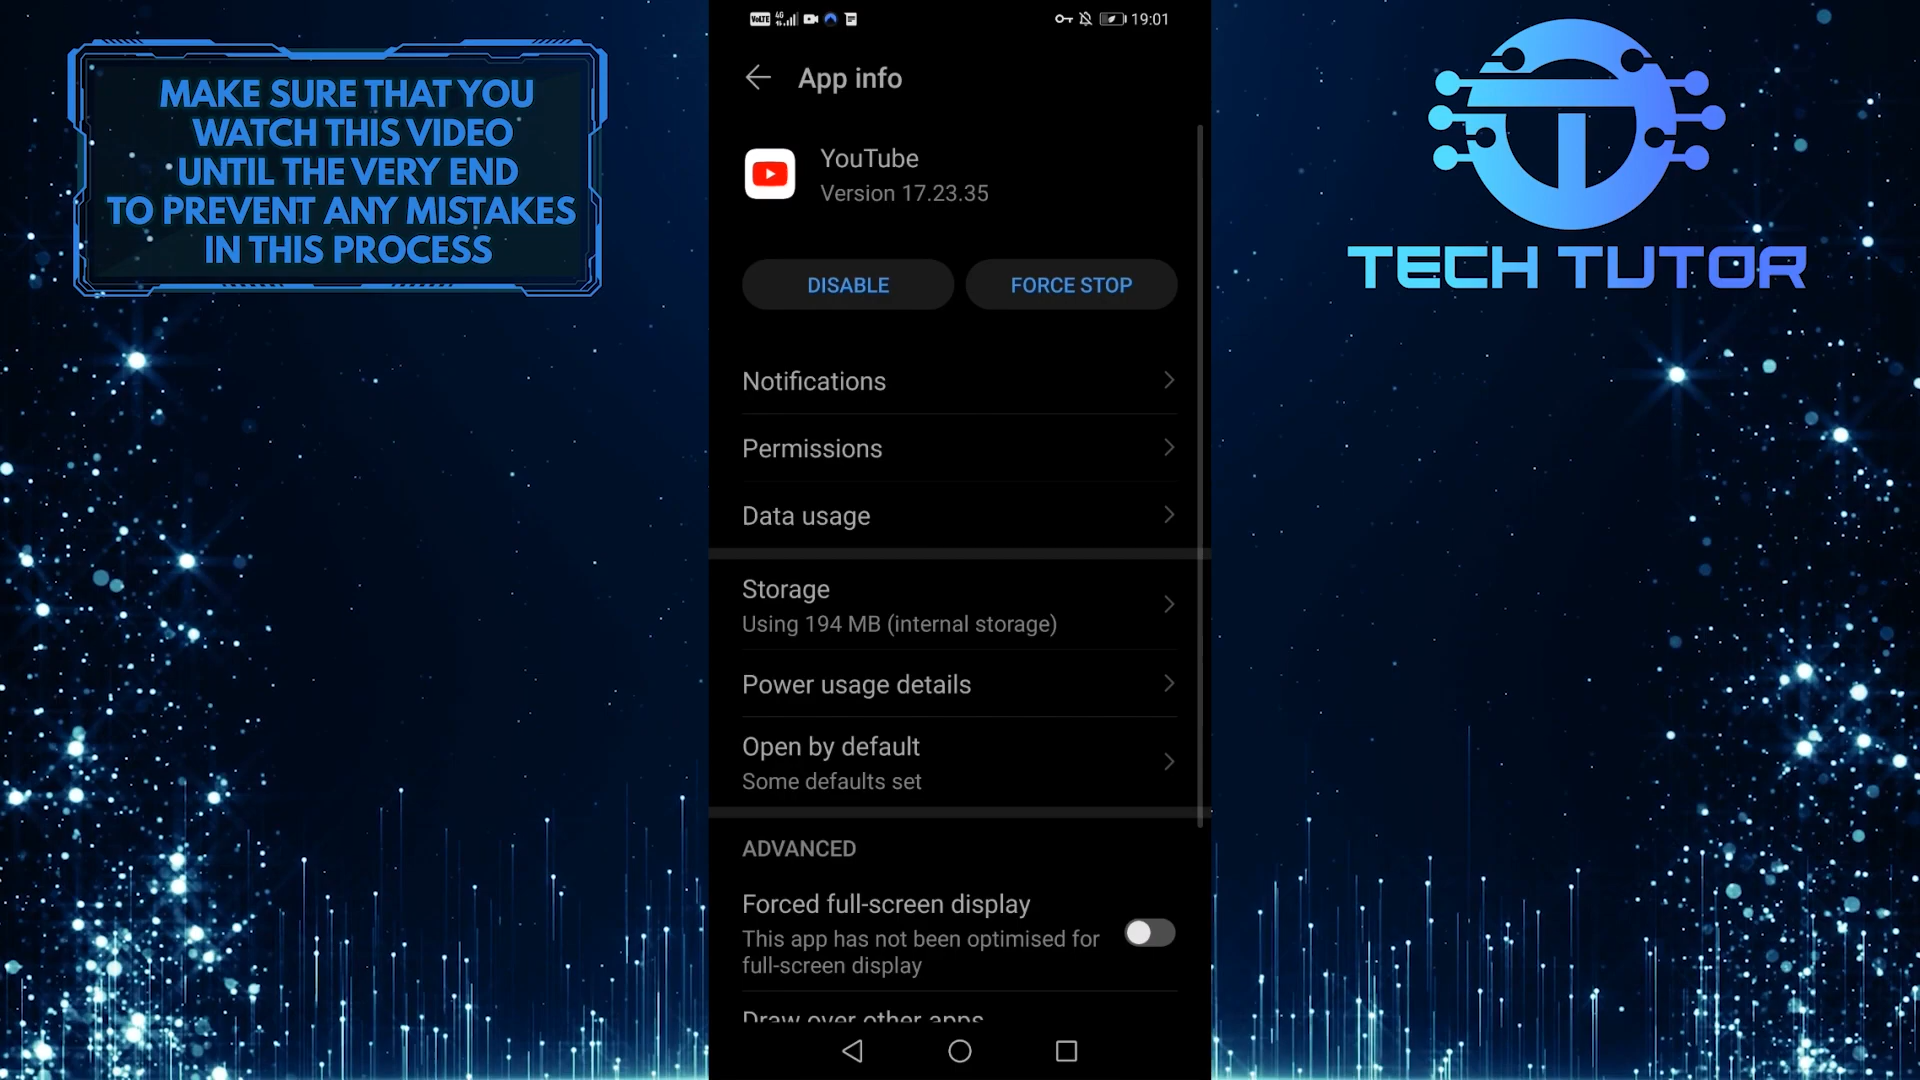 MAKE SURE THAT YOU
WATCH THIS VIDEO
UNTIL THE VERY END
TO PREVENT ANY MISTAKES
IN THIS PROCESS
VoLTE 4G 19:01
App info
YouTube
Version 17.23.35
DISABLE FORCE STOP
Notifications
Permissions
Data usage
Storage
Using 194 MB (internal storage)
Power usage details
Open by default
Some defaults set
ADVANCED
Forced full-screen display
This app has not been optimised for
full-screen display
Draw over other apps
TECH TUTOR